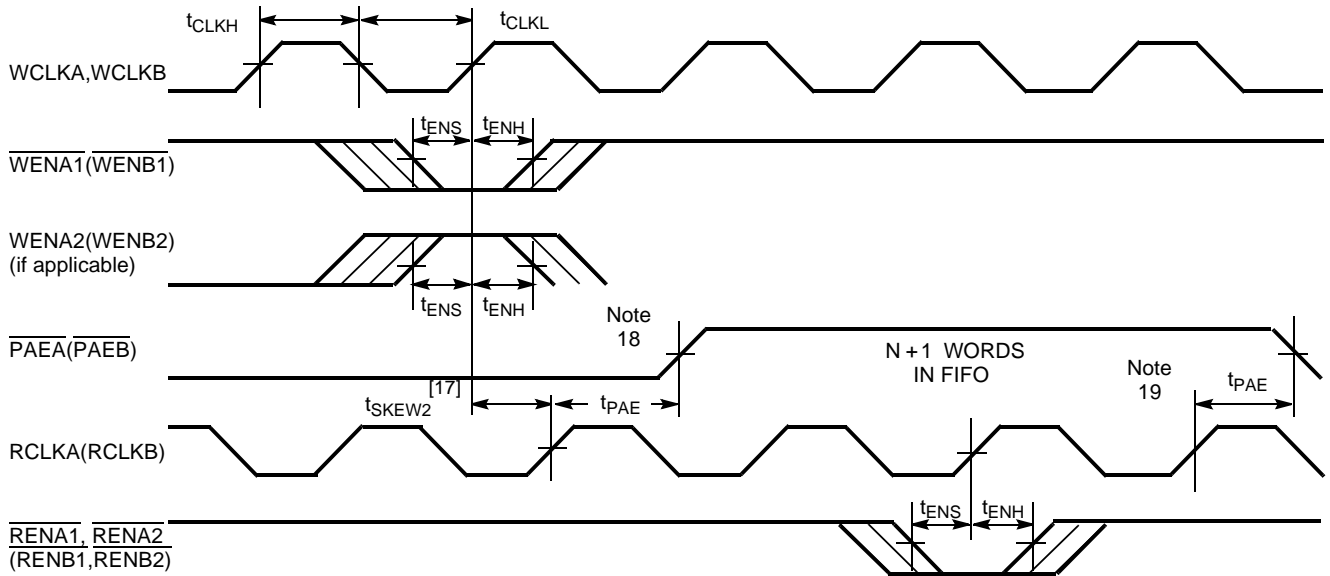 tCLKH
tCLKL
WCLKA,WCLKB
tENS
tENH
WENA1(WENB1)
WENA2(WENB2)
(if applicable)
tENS
tENH
Note
18
PAEA(PAEB)
N +1 WORDS
IN FIFO
Note
19
tPAE
[17]
tSKEW2
tPAE
RCLKA(RCLKB)
tENS
tENH
RENA1, RENA2
(RENB1,RENB2)